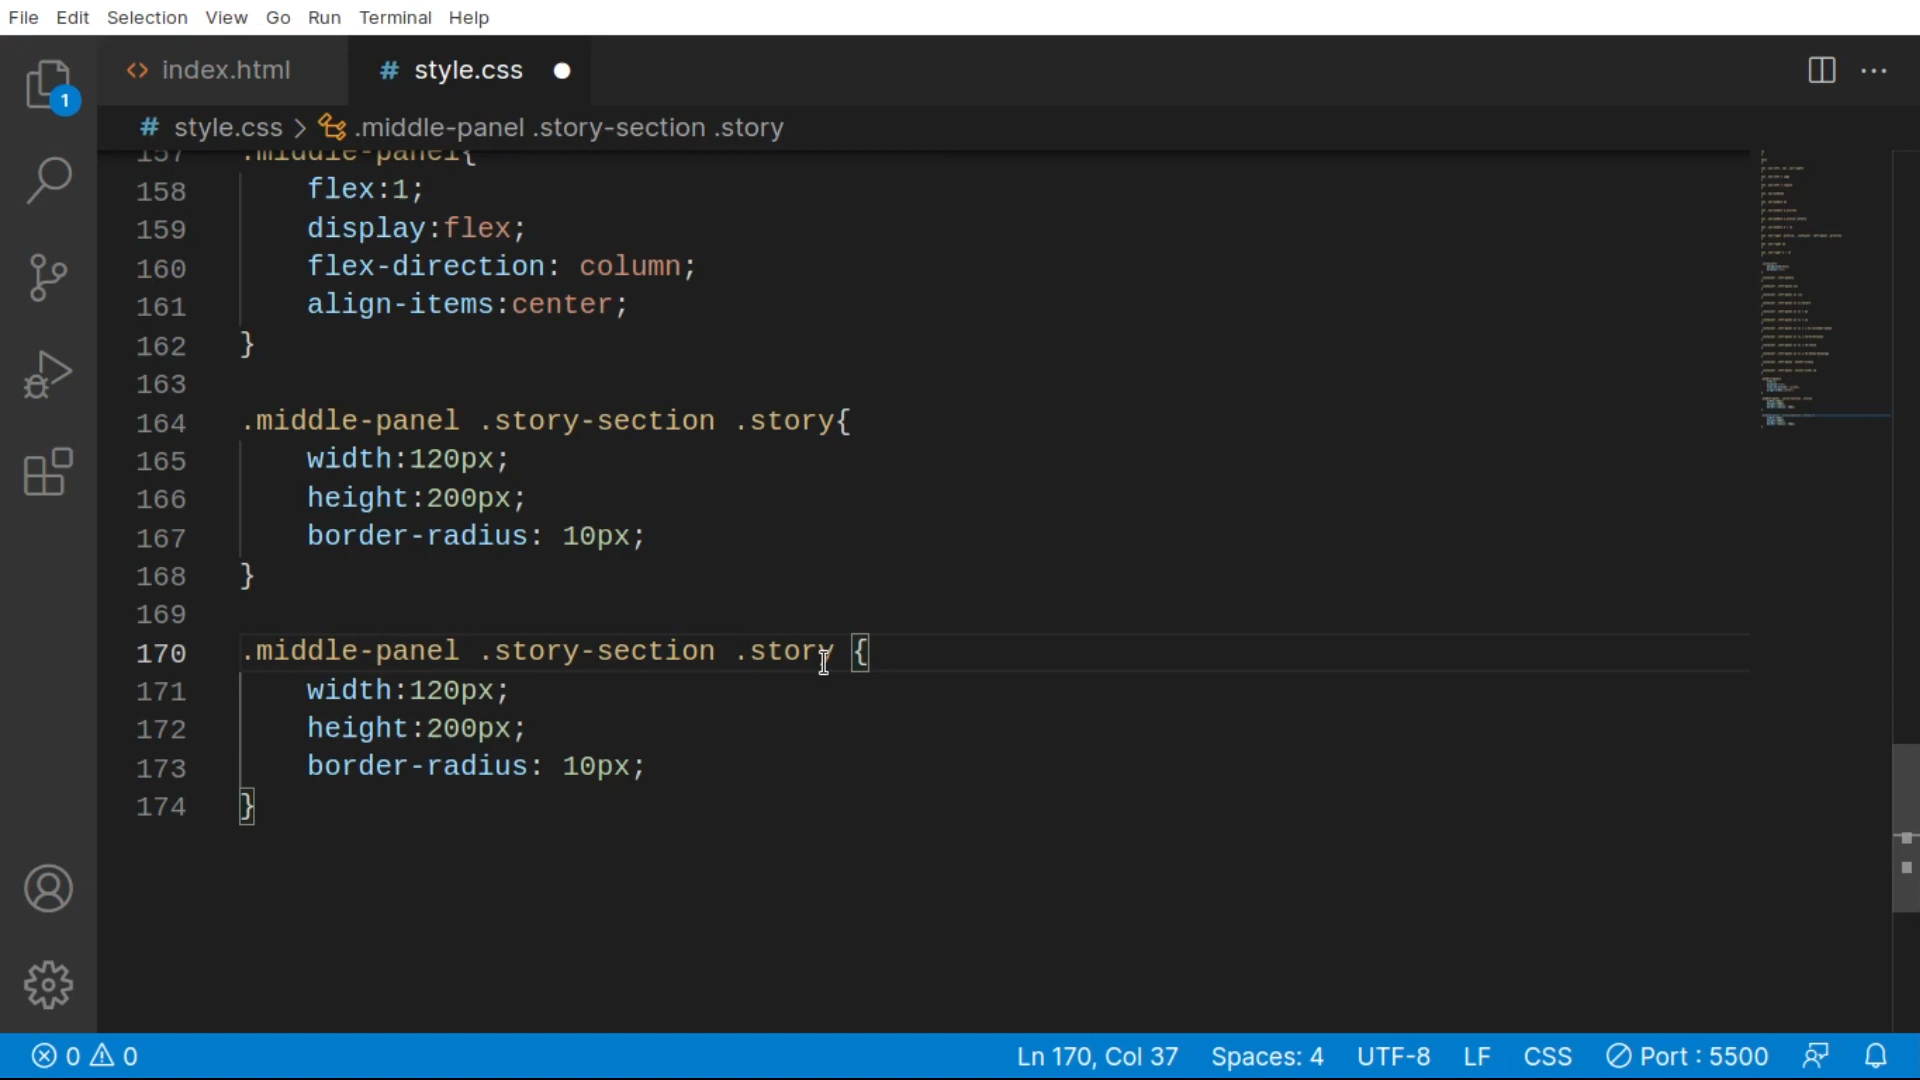 File Edit Selection View Go Run Terminal Help
index.html # style.css
1
# style.css > .middle-panel .story-section .story
157 .middle-panel{
158 flex:1;
159 display:flex;
160 flex-direction: column;
161 align-items:center;
162 }
163
164 .middle-panel .story-section .story{
165 width:120px;
166 height:200px;
167 border-radius: 10px;
168 }
169
170 .middle-panel .story-section .story {
171 width:120px;
172 height:200px;
173 border-radius: 10px;
174 }
0 0 Ln 170, Col 37 Spaces: 4 UTF-8 LF CSS Port : 5500